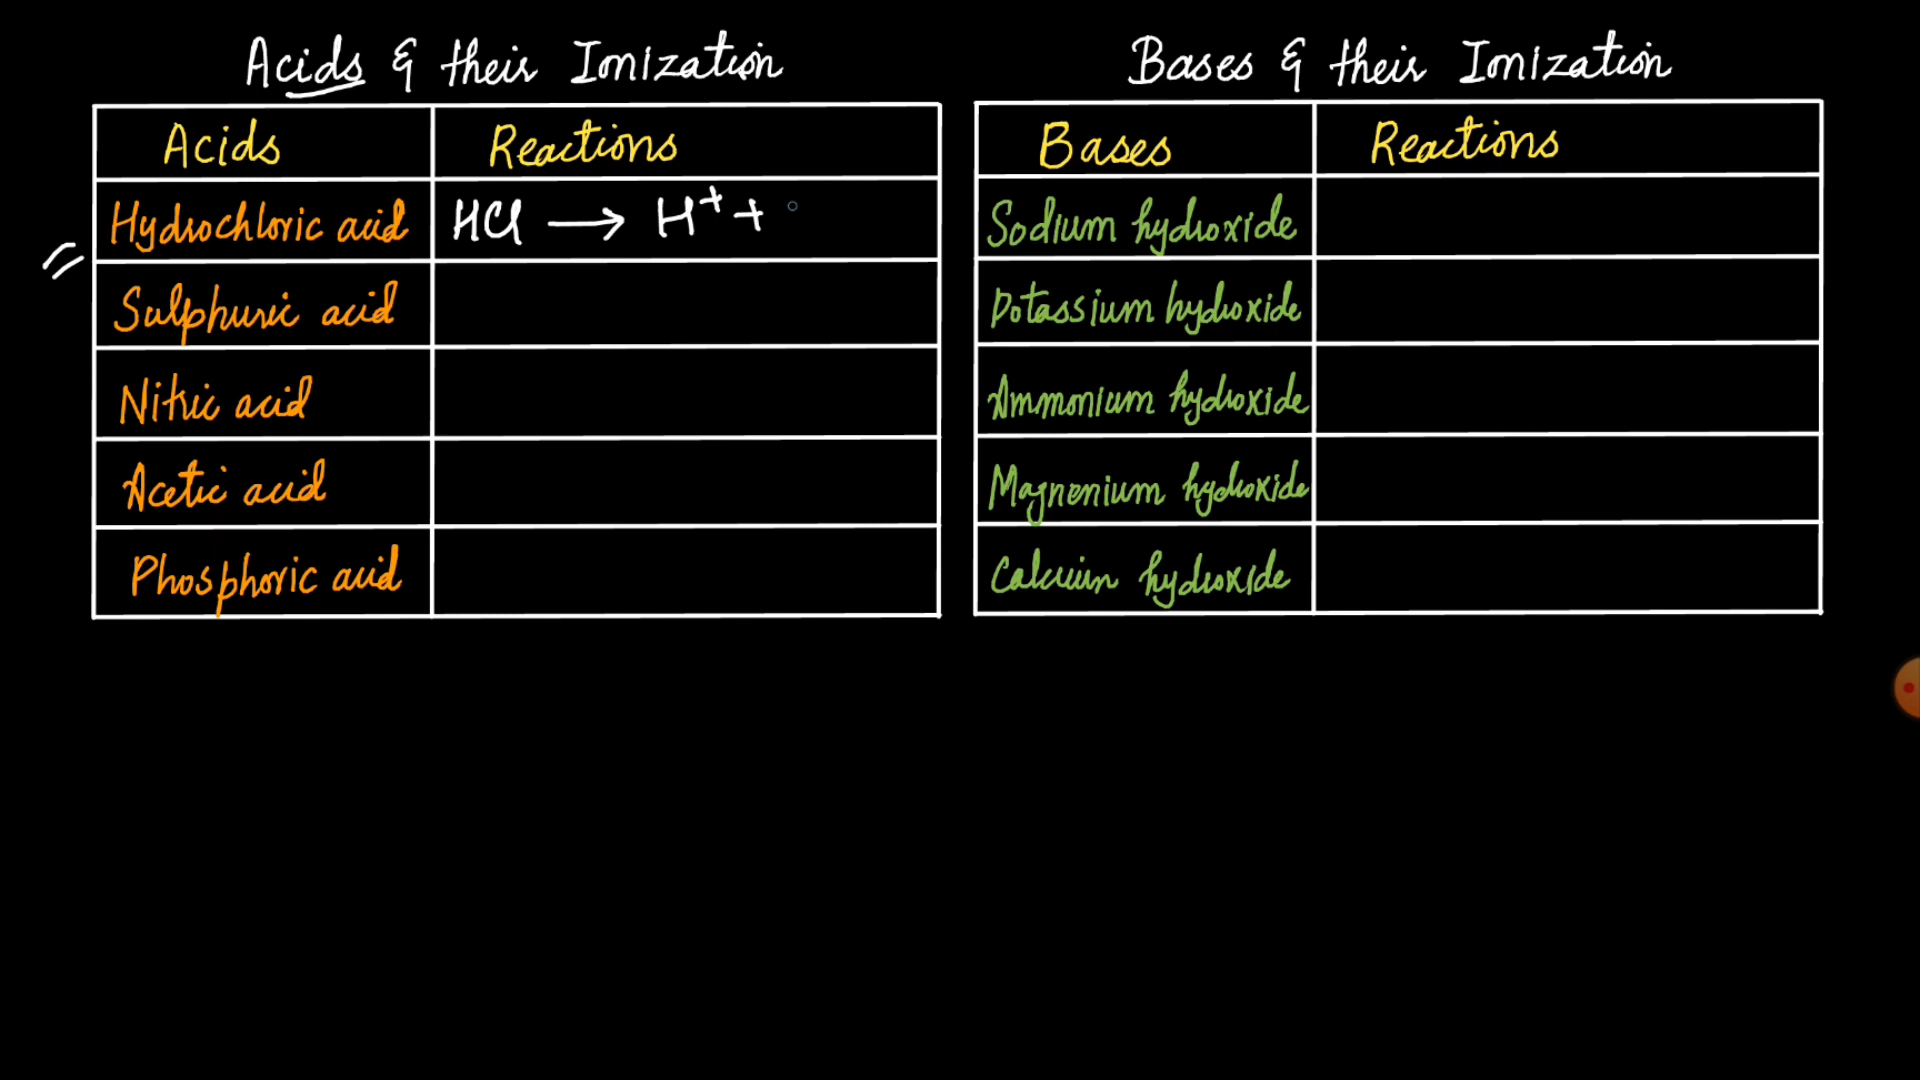 Acids & their Ionization
Acids Reactions
Hydrochloric acid HCl → H⁺ +
Sulphuric acid
Nitric acid
Acetic acid
Phosphoric acid
Bases & their Ionization
Bases Reactions
Sodium hydroxide
Potassium hydroxide
Ammonium hydroxide
Magnenium hydroxide
Calcium hydroxide